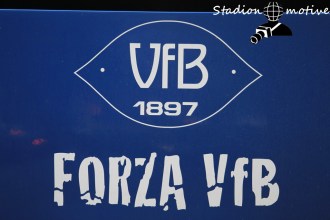 Stadion motive
VfB
1897
FORZA VfB